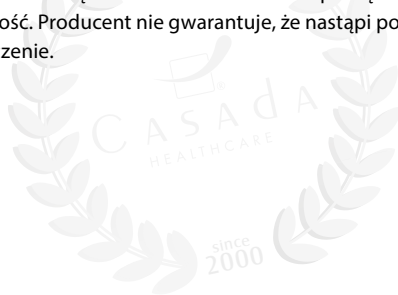 ość. Producent nie gwarantuje, że nastąpi po
zenie.
CASADA
HEALTHCARE
since
2000